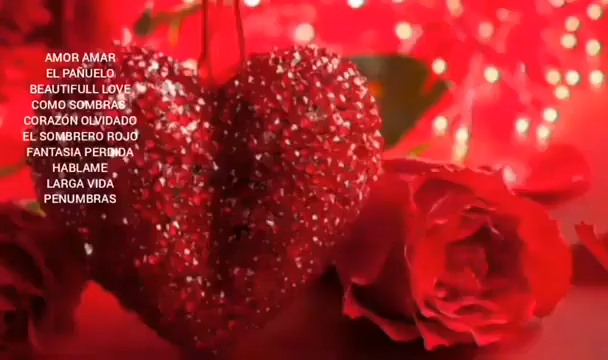 AMOR AMAR
EL PAÑUELO
BEAUTIFULL LOVE
COMO SOMBRAS
CORAZÓN OLVIDADO
EL SOMBRERO ROJO
FANTASIA PERDIDA
HABLAME
LARGA VIDA
PENUMBRAS